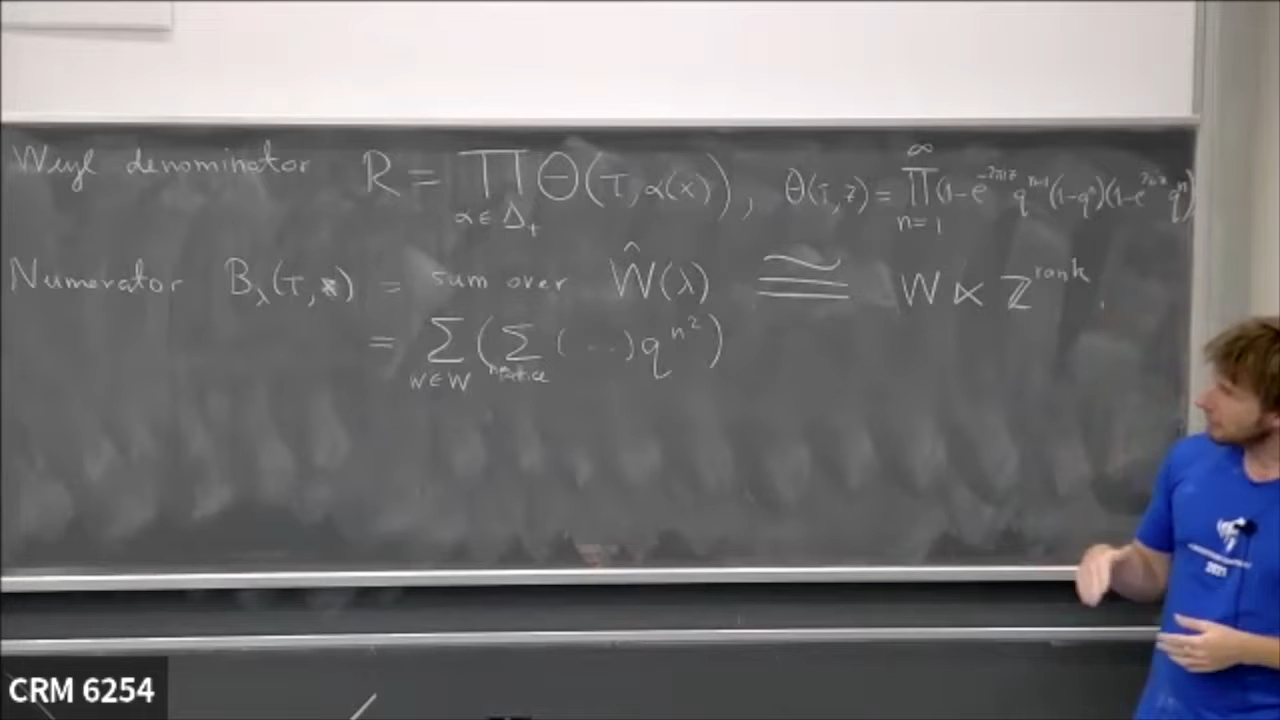 Weyl denominator R = ∏_{α∈Δ₊} Θ(τ, α(x)), θ(τ,z) = ∏_{n=1}^{∞} (1-e^{-2πiz} q^{n-1})(1-q^n)(1-e^{2πiz} q^n)
Numerator B_λ(τ, x) = sum over Ŵ(λ) ≅ W ⋉ ℤ^{rank}.
= Σ_{w∈W} (Σ_{n∈lattice} (...) q^{n²})
2021
CRM 6254